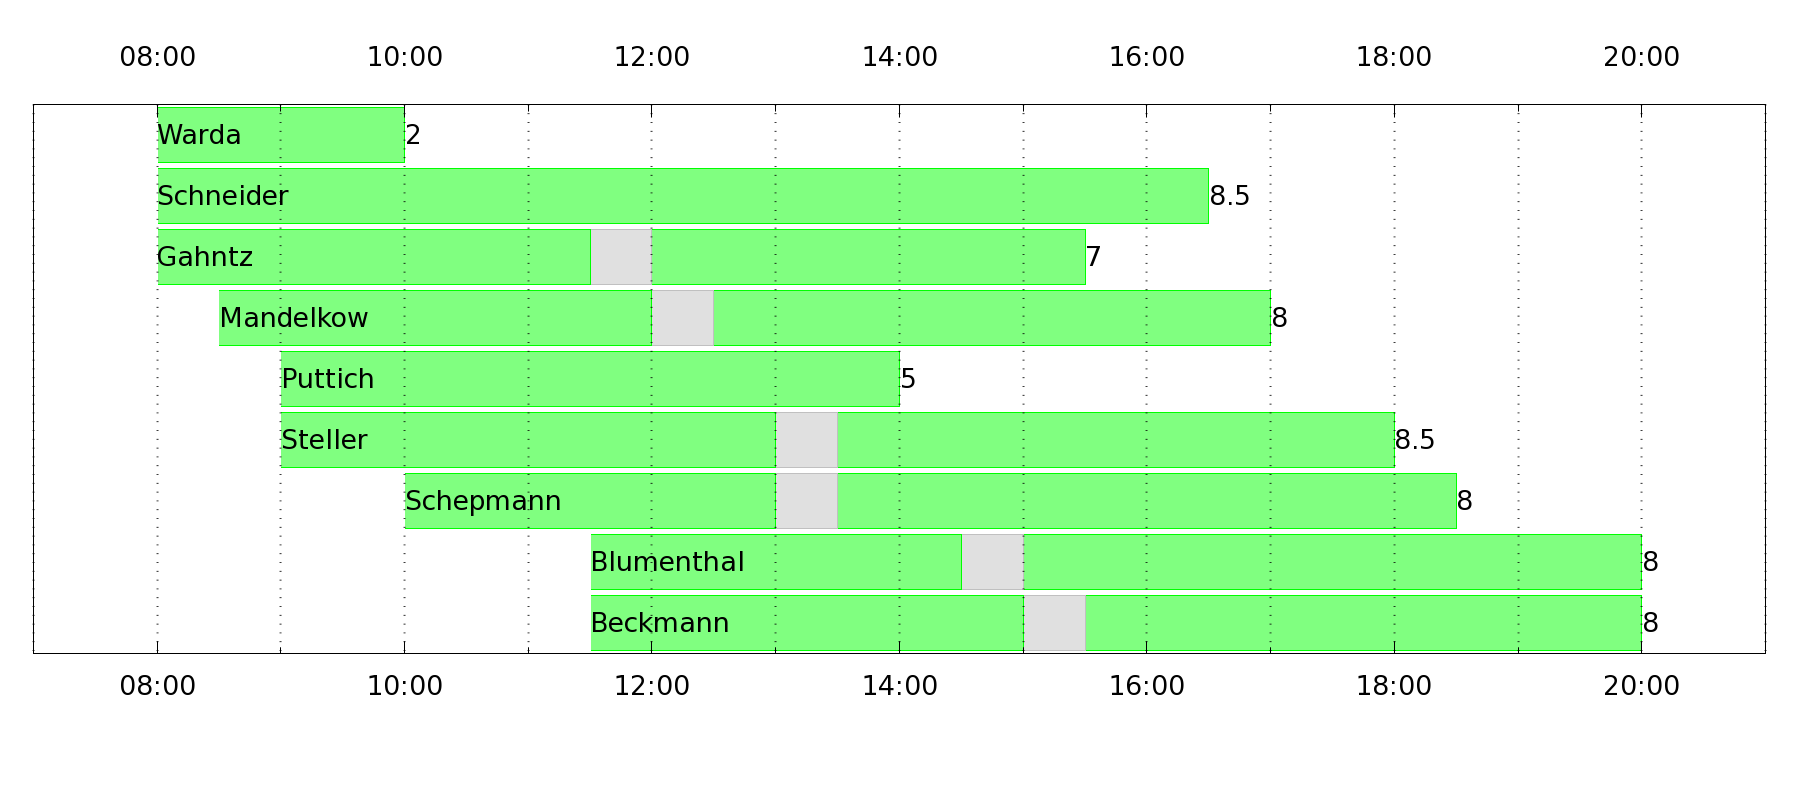 08:00 10:00 12:00 14:00 16:00 18:00 20:00
Warda 2
Schneider 8.5
Gahntz 7
Mandelkow 8
Puttich 5
Steller 8.5
Schepmann 8
Blumenthal 8
Beckmann 8
08:00 10:00 12:00 14:00 16:00 18:00 20:00